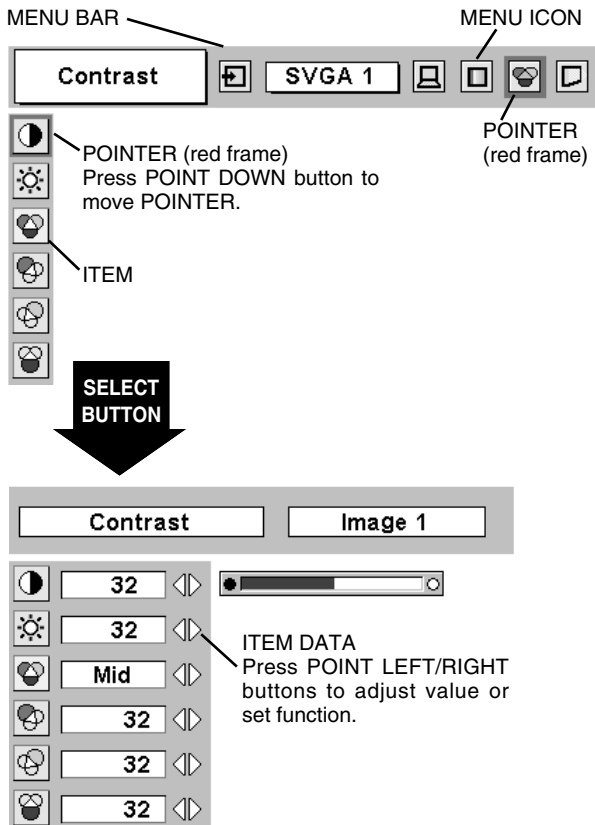 MENU BAR
MENU ICON
Contrast
SVGA 1
POINTER
(red frame)
POINTER (red frame)
Press POINT DOWN button to
move POINTER.
ITEM
SELECT
BUTTON
Contrast
Image 1
32
32
Mid
32
32
32
ITEM DATA
Press POINT LEFT/RIGHT
buttons to adjust value or
set function.